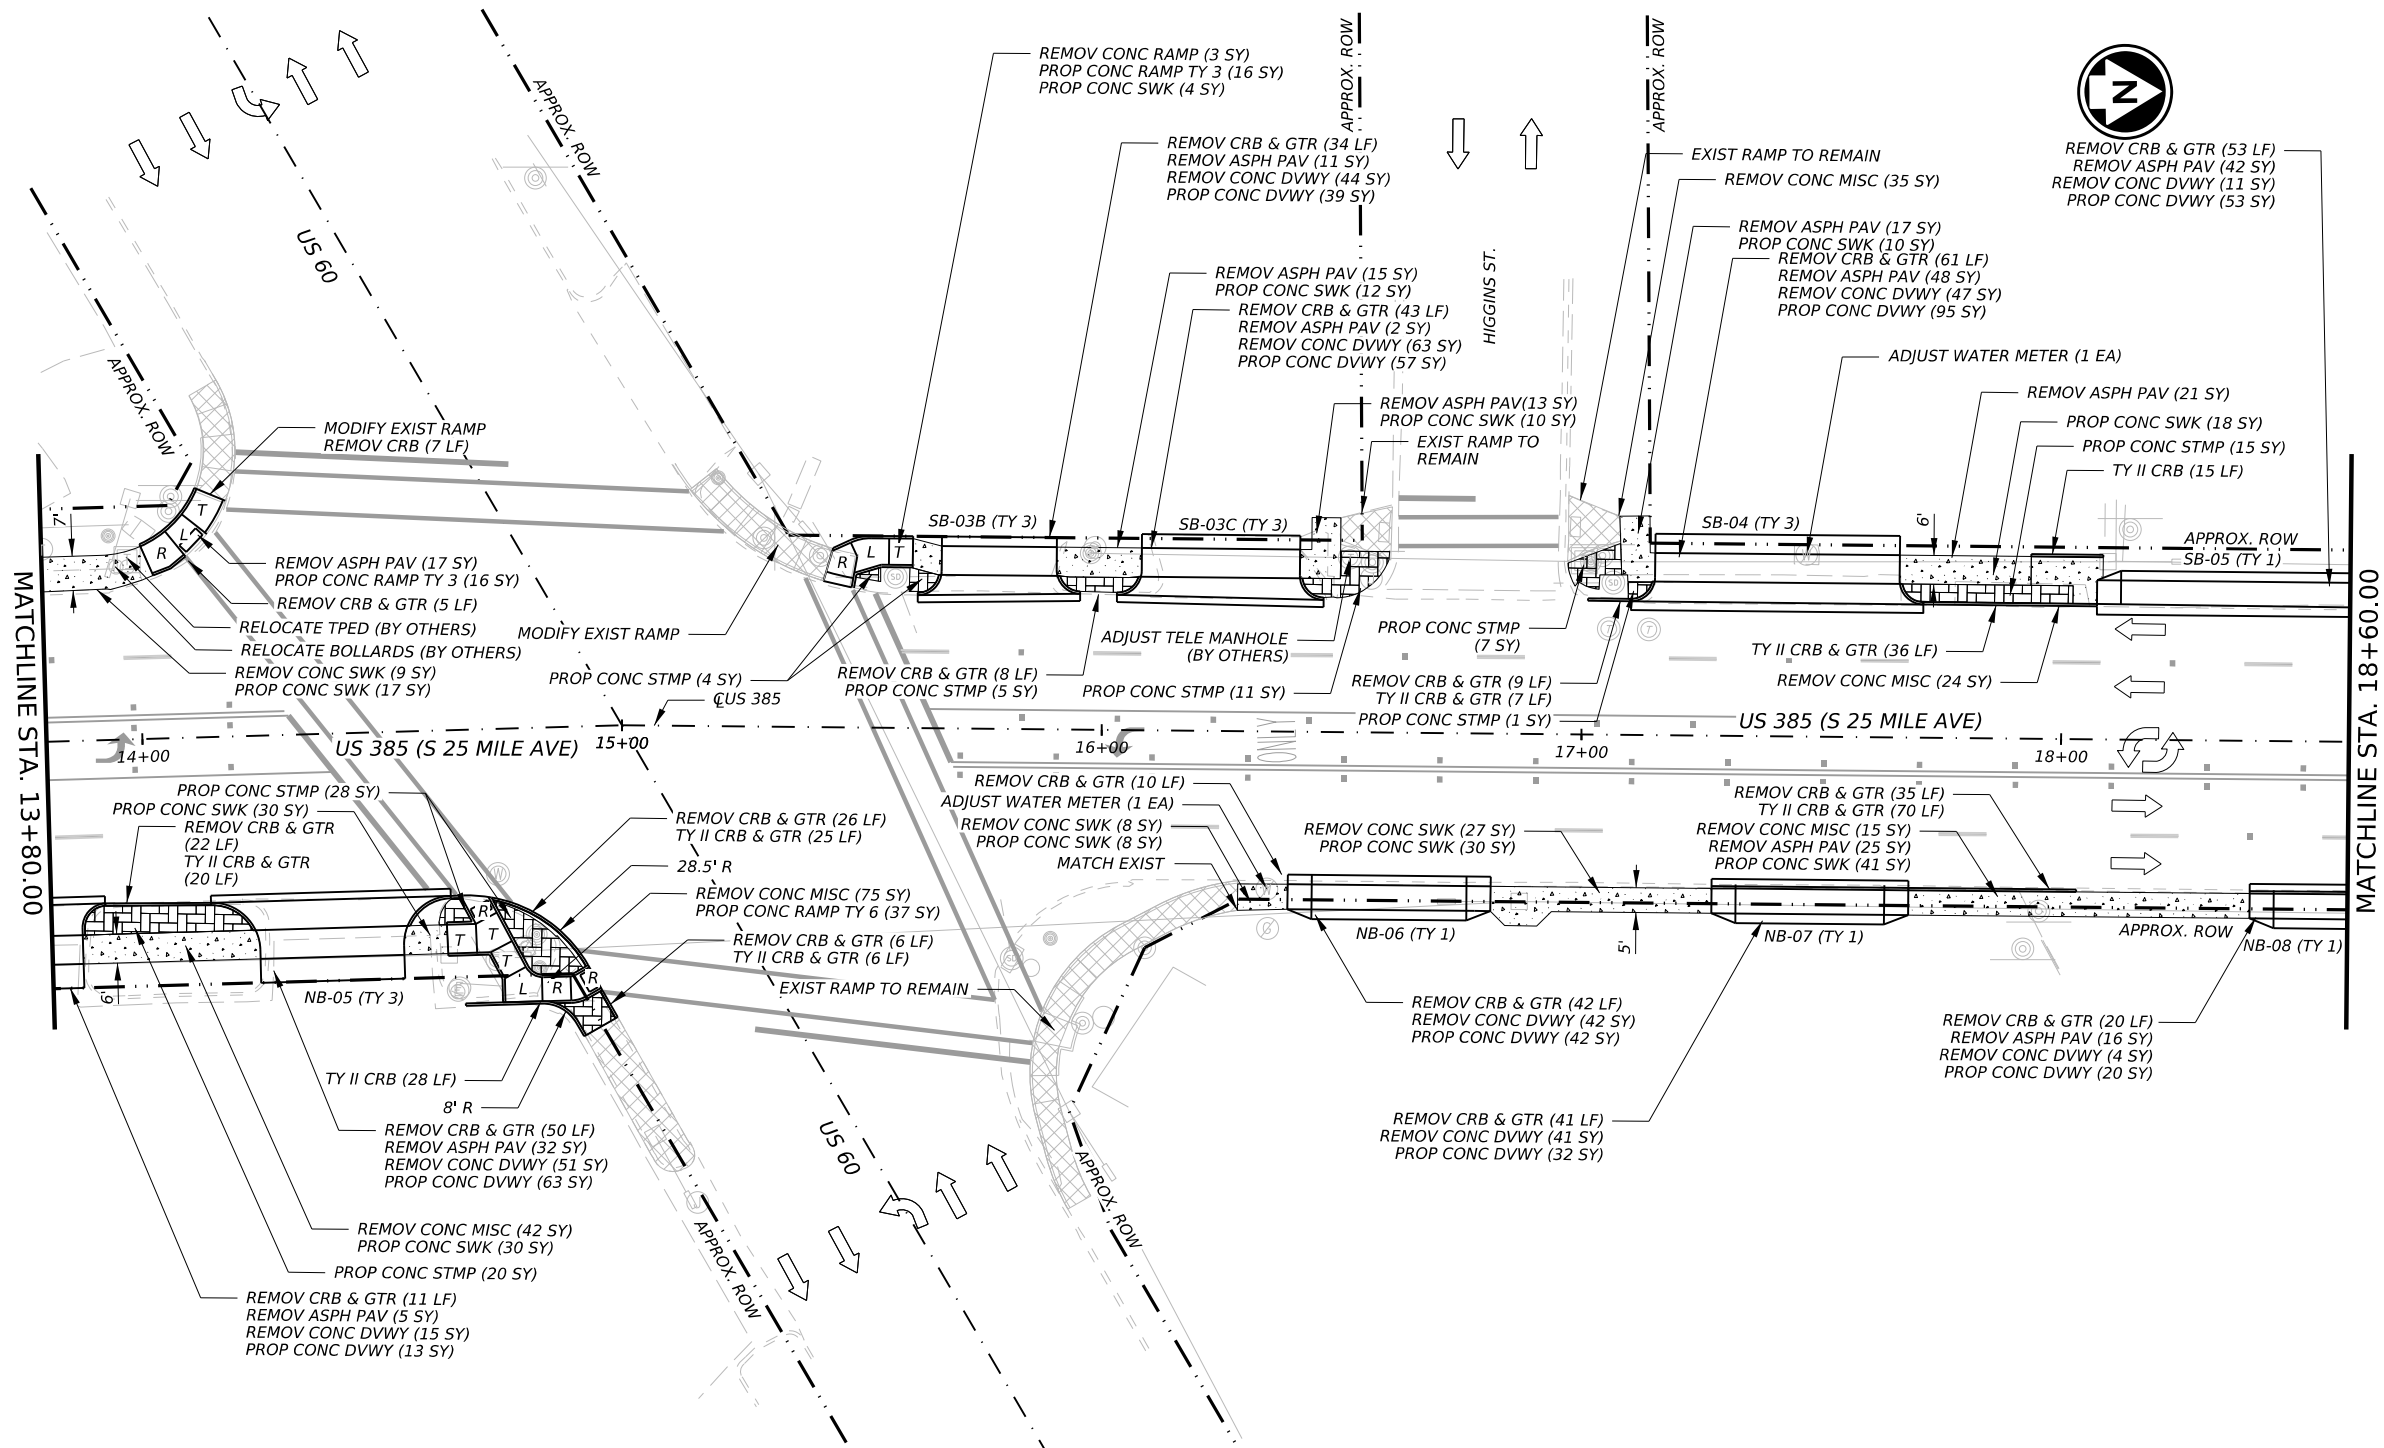 REMOV CONC RAMP (3 SY)
PROP CONC RAMP TY 3 (16 SY)
PROP CONC SWK (4 SY)
APPROX. ROW
APPROX. ROW
APPROX. ROW
N
REMOV CRB & GTR (34 LF)
REMOV ASPH PAV (11 SY)
REMOV CONC DVWY (44 SY)
PROP CONC DVWY (39 SY)
EXIST RAMP TO REMAIN
REMOV CONC MISC (35 SY)
REMOV CRB & GTR (53 LF)
REMOV ASPH PAV (42 SY)
REMOV CONC DVWY (11 SY)
PROP CONC DVWY (53 SY)
US 60
REMOV ASPH PAV (17 SY)
PROP CONC SWK (10 SY)
REMOV CRB & GTR (61 LF)
REMOV ASPH PAV (48 SY)
REMOV CONC DVWY (47 SY)
PROP CONC DVWY (95 SY)
REMOV ASPH PAV (15 SY)
PROP CONC SWK (12 SY)
REMOV CRB & GTR (43 LF)
REMOV ASPH PAV (2 SY)
REMOV CONC DVWY (63 SY)
PROP CONC DVWY (57 SY)
HIGGINS ST.
ADJUST WATER METER (1 EA)
APPROX. ROW
REMOV ASPH PAV (21 SY)
REMOV ASPH PAV(13 SY)
PROP CONC SWK (10 SY)
PROP CONC SWK (18 SY)
MODIFY EXIST RAMP
REMOV CRB (7 LF)
EXIST RAMP TO
REMAIN
PROP CONC STMP (15 SY)
TY II CRB (15 LF)
7'
T
L
R
R
L
T
SB-03B (TY 3)
SB-03C (TY 3)
SB-04 (TY 3)
6'
APPROX. ROW
SB-05 (TY 1)
SD
SD
W
T
T
REMOV ASPH PAV (17 SY)
PROP CONC RAMP TY 3 (16 SY)
REMOV CRB & GTR (5 LF)
RELOCATE TPED (BY OTHERS)
RELOCATE BOLLARDS (BY OTHERS)
REMOV CONC SWK (9 SY)
PROP CONC SWK (17 SY)
MODIFY EXIST RAMP
PROP CONC STMP (4 SY)
REMOV CRB & GTR (8 LF)
PROP CONC STMP (5 SY)
ADJUST TELE MANHOLE
(BY OTHERS)
PROP CONC STMP (11 SY)
PROP CONC STMP
(7 SY)
REMOV CRB & GTR (9 LF)
TY II CRB & GTR (7 LF)
PROP CONC STMP (1 SY)
TY II CRB & GTR (36 LF)
REMOV CONC MISC (24 SY)
MATCHLINE STA. 13+80.00
MATCHLINE STA. 18+60.00
℄US 385
14+00
US 385 (S 25 MILE AVE)
15+00
16+00
17+00
US 385 (S 25 MILE AVE)
18+00
PROP CONC STMP (28 SY)
PROP CONC SWK (30 SY)
REMOV CRB & GTR
(22 LF)
TY II CRB & GTR
(20 LF)
REMOV CRB & GTR (26 LF)
TY II CRB & GTR (25 LF)
28.5' R
REMOV CONC MISC (75 SY)
PROP CONC RAMP TY 6 (37 SY)
REMOV CRB & GTR (6 LF)
TY II CRB & GTR (6 LF)
EXIST RAMP TO REMAIN
REMOV CRB & GTR (10 LF)
ADJUST WATER METER (1 EA)
REMOV CONC SWK (8 SY)
PROP CONC SWK (8 SY)
MATCH EXIST
REMOV CONC SWK (27 SY)
PROP CONC SWK (30 SY)
REMOV CRB & GTR (35 LF)
TY II CRB & GTR (70 LF)
REMOV CONC MISC (15 SY)
REMOV ASPH PAV (25 SY)
PROP CONC SWK (41 SY)
R
T
T
T
L
R
R
6'
NB-05 (TY 3)
NB-06 (TY 1)
5'
NB-07 (TY 1)
APPROX. ROW
NB-08 (TY 1)
TY II CRB (28 LF)
8' R
REMOV CRB & GTR (50 LF)
REMOV ASPH PAV (32 SY)
REMOV CONC DVWY (51 SY)
PROP CONC DVWY (63 SY)
REMOV CRB & GTR (42 LF)
REMOV CONC DVWY (42 SY)
PROP CONC DVWY (42 SY)
REMOV CRB & GTR (20 LF)
REMOV ASPH PAV (16 SY)
REMOV CONC DVWY (4 SY)
PROP CONC DVWY (20 SY)
US 60
REMOV CRB & GTR (41 LF)
REMOV CONC DVWY (41 SY)
PROP CONC DVWY (32 SY)
APPROX. ROW
APPROX. ROW
REMOV CONC MISC (42 SY)
PROP CONC SWK (30 SY)
PROP CONC STMP (20 SY)
REMOV CRB & GTR (11 LF)
REMOV ASPH PAV (5 SY)
REMOV CONC DVWY (15 SY)
PROP CONC DVWY (13 SY)